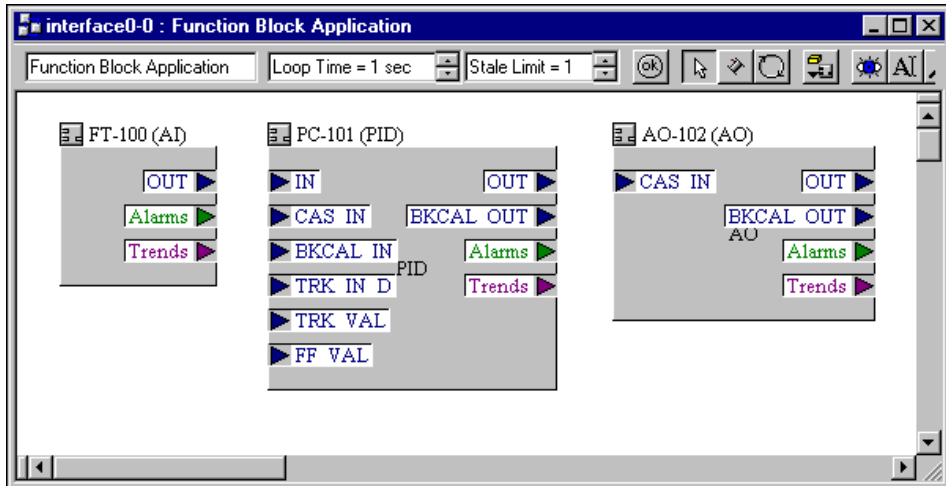 interface0-0 : Function Block Application
Function Block Application Loop Time = 1 sec Stale Limit = 1 OK AI
FT-100 (AI)
OUT
Alarms
Trends
PC-101 (PID)
IN
CAS IN
BKCAL IN
TRK IN D
TRK VAL
FF VAL
PID
OUT
BKCAL OUT
Alarms
Trends
AO-102 (AO)
CAS IN
AO
OUT
BKCAL OUT
Alarms
Trends